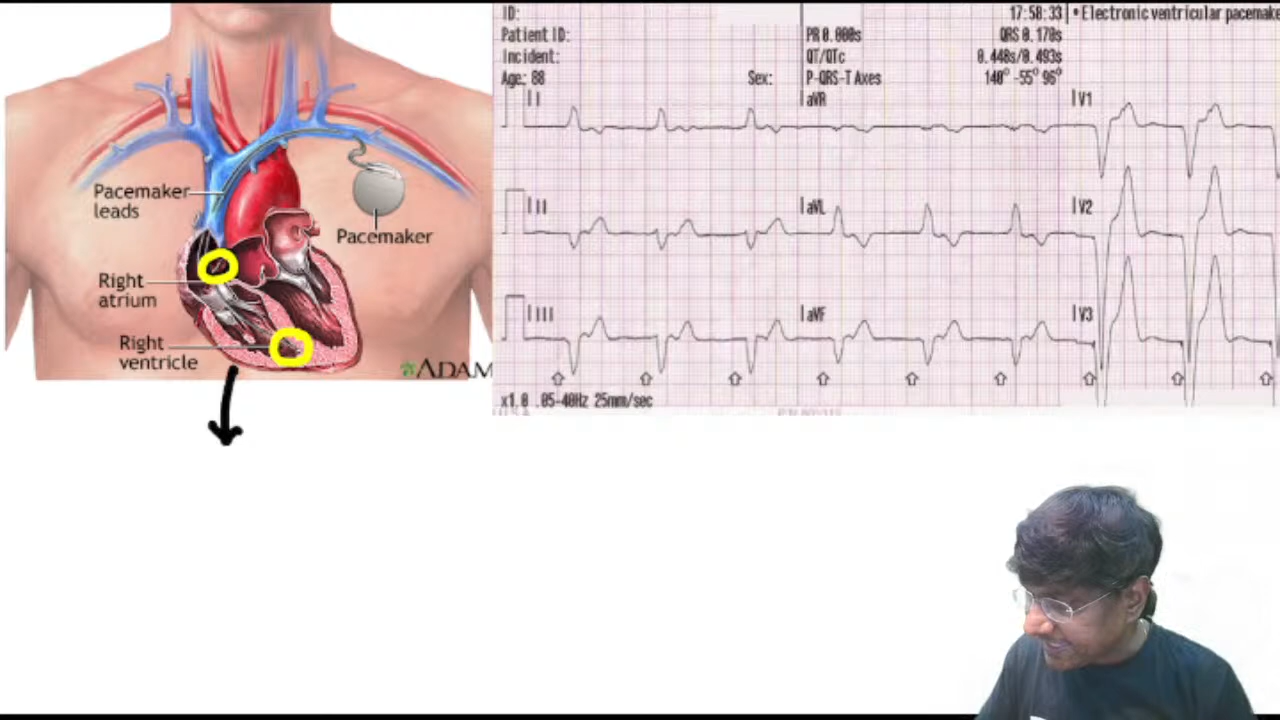 Pacemaker
leads
Pacemaker
Right
atrium
Right
ventricle
ADAM
ID:
17:58:33
•Electronic ventricular pacemake
Patient ID:
PR 0.000s
QRS 0.170s
Incident:
QT/QTc
0.448s/0.493s
Age: 88
Sex:
P-QRS-T Axes
140° -55° 96°
I
aVR
V1
II
aVL
V2
III
aVF
V3
x1.0 .05-40Hz 25mm/sec